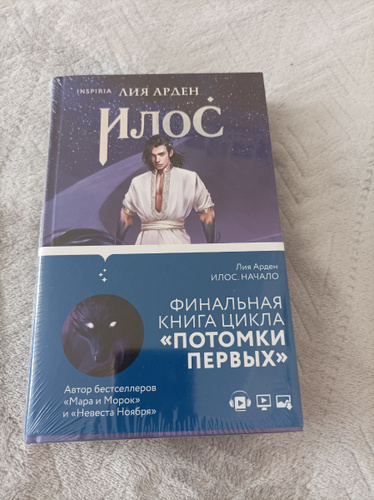 INSPIRIA
ЛИЯ АРДЕН
ИЛОС
Лия Арден
ИЛОС. НАЧАЛО
ФИНАЛЬНАЯ
КНИГА ЦИКЛА
«ПОТОМКИ
ПЕРВЫХ»
Автор бестселлеров
«Мара и Морок»
и «Невеста Ноября»